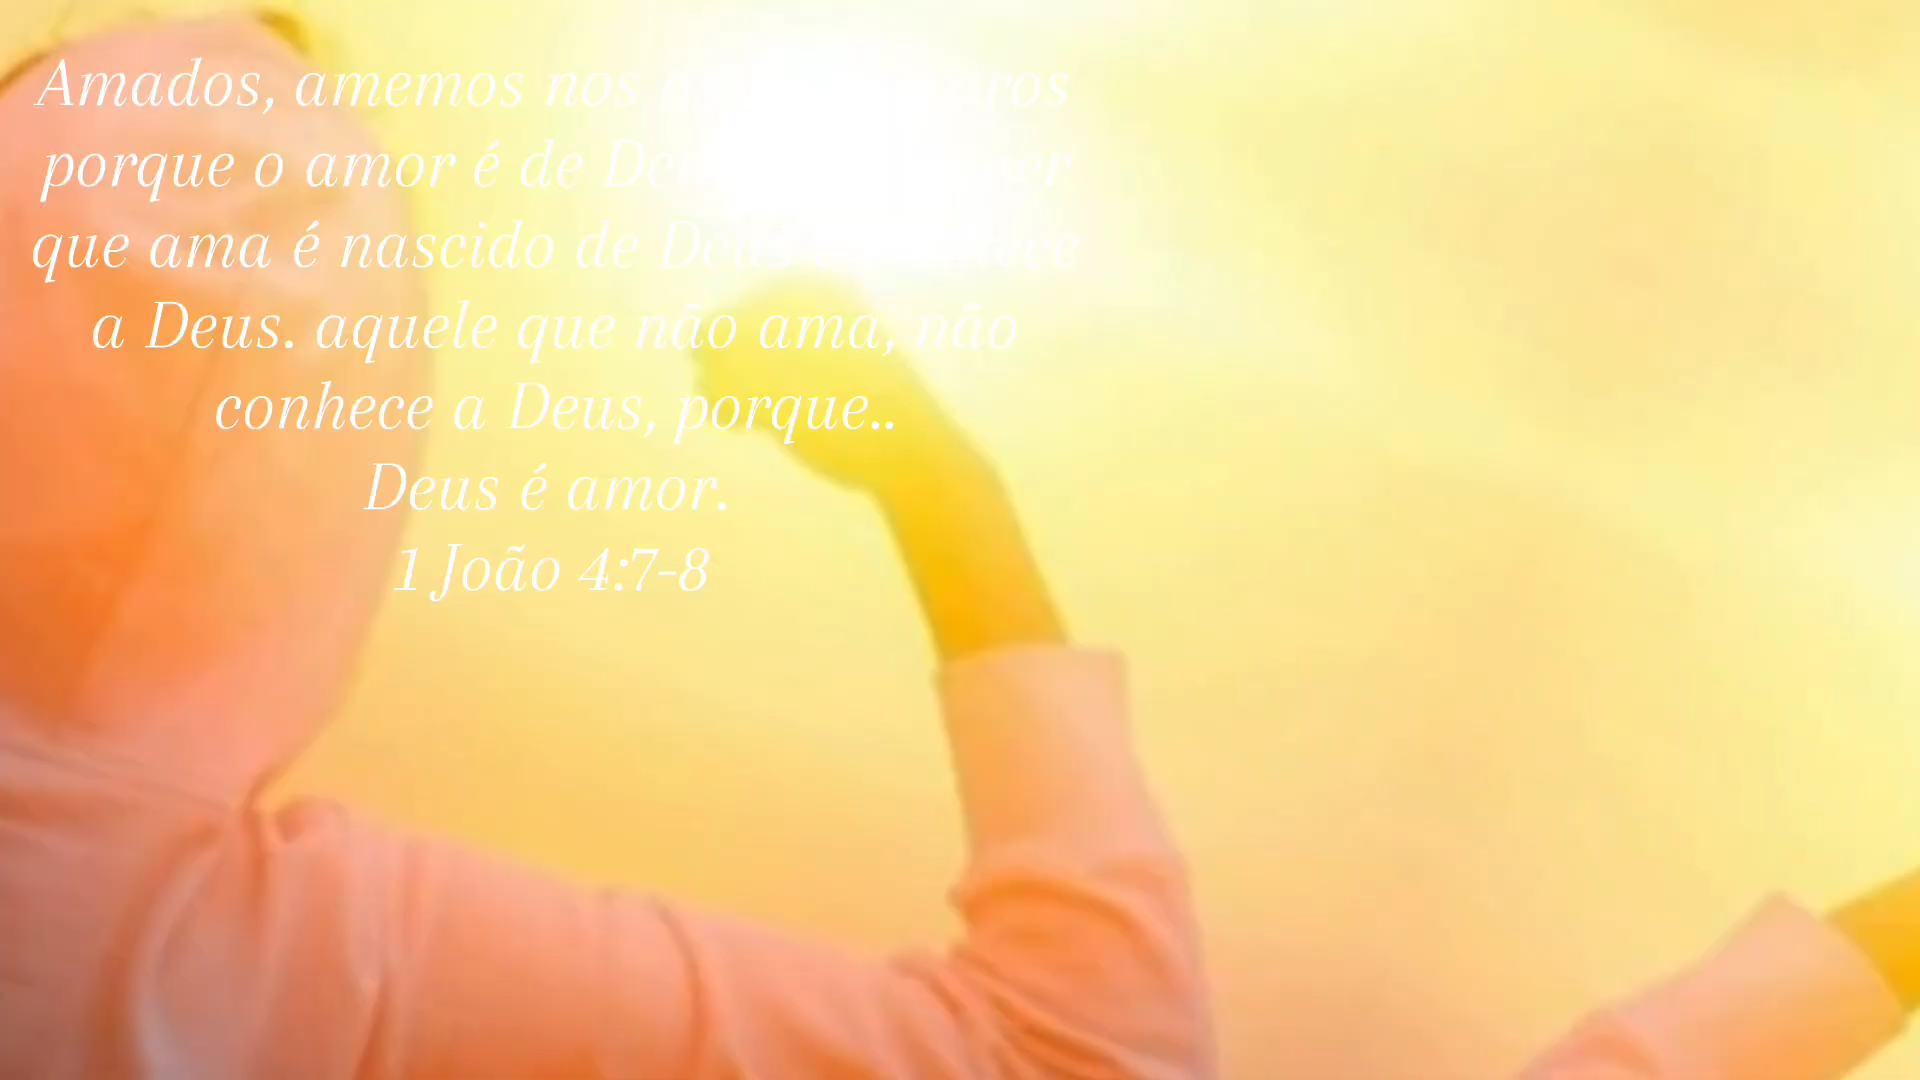 Amados, amemos nos
porque o amor é de
que ama é nascido de Deus
a Deus. aquele que não ama, não
conhece a Deus, porque..
Deus é amor.
1 João 4:7-8